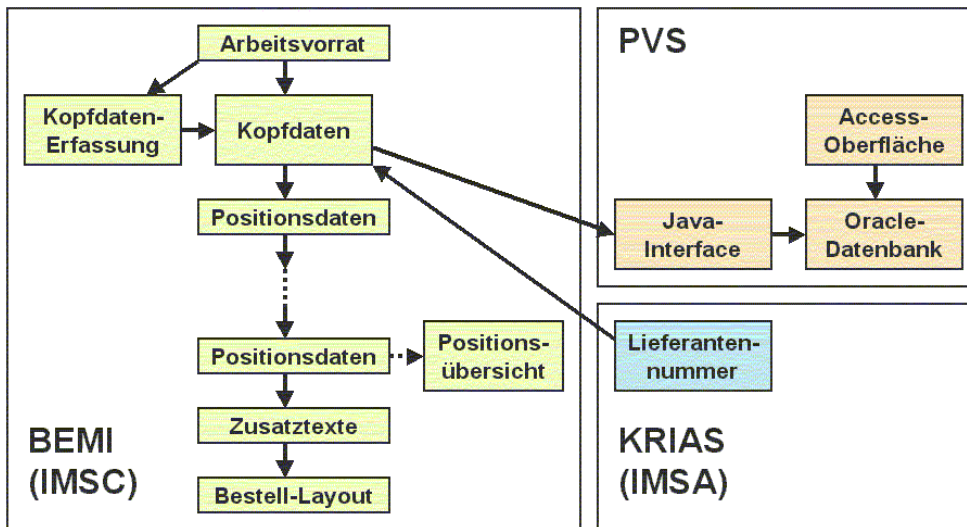 Arbeitsvorrat
Kopfdaten-
Erfassung
Kopfdaten
Positionsdaten
Positionsdaten
Positions-
übersicht
Zusatztexte
Bestell-Layout
BEMI
(IMSC)
PVS
Access-
Oberfläche
Java-
Interface
Oracle-
Datenbank
Lieferanten-
nummer
KRIAS
(IMSA)